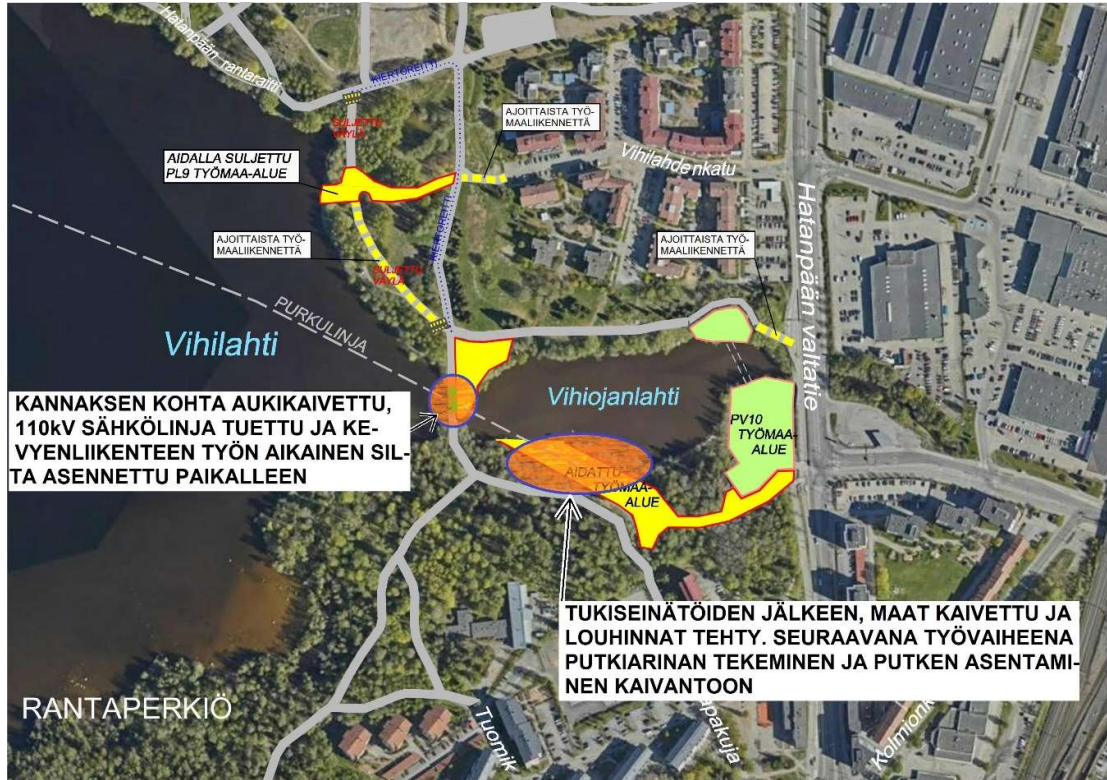 Hatanpään rantaraitti
KIERTOREITTI
SULJETTU
VÄYLÄ
AJOITTAISTA TYÖ-
MAALIIKENNETTÄ
AIDALLA SULJETTU
PL9 TYÖMAA-ALUE
Vihilahdenkatu
Hatanpään valtatie
KIERTOREITTI
AJOITTAISTA TYÖ-
MAALIIKENNETTÄ
SULJETTU
VÄYLÄ
AJOITTAISTA TYÖ-
MAALIIKENNETTÄ
PURKULINJA
Vihilahti
Vihiojanlahti
KANNAKSEN KOHTA AUKIKAIVETTU,
110kV SÄHKÖLINJA TUETTU JA KE-
VYENLIIKENTEEN TYÖN AIKAINEN SIL-
TA ASENNETTU PAIKALLEEN
PV10
TYÖMAA-
ALUE
AIDATTU
TYÖMAA-
ALUE
TUKISEINÄTÖIDEN JÄLKEEN, MAAT KAIVETTU JA
LOUHINNAT TEHTY. SEURAAVANA TYÖVAIHEENA
PUTKIARINAN TEKEMINEN JA PUTKEN ASENTAMI-
NEN KAIVANTOON
RANTAPERKIÖ
Tuomik
apakuja
Kolmionk